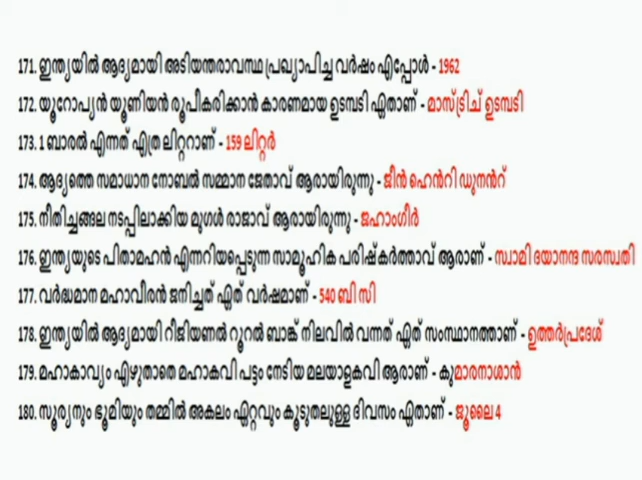 171. ഇന്ത്യയിൽ ആദ്യമായി അടിയന്തരാവസ്ഥ പ്രഖ്യാപിച്ച വർഷം എപ്പോൾ - 1962
172. യൂറോപ്യൻ യൂണിയൻ രൂപീകരിക്കാൻ കാരണമായ ഉടമ്പടി ഏതാണ് - മാസ്ട്രിച് ഉടമ്പടി
173. 1 ബാരൽ എന്നത് എത്ര ലിറ്ററാണ് - 159 ലിറ്റർ
174. ആദ്യത്തെ സമാധാന നോബൽ സമ്മാന ജേതാവ് ആരായിരുന്നു - ജീൻ ഹെൻറി ഡുനൻറ്
175. നീതിച്ചങ്ങല നടപ്പിലാക്കിയ മുഗൾ രാജാവ് ആരായിരുന്നു - ജഹാംഗീർ
176. ഇന്ത്യയുടെ പിതാമഹൻ എന്നറിയപ്പെടുന്ന സാമൂഹിക പരിഷ്കർത്താവ് ആരാണ് - സ്വാമി ദയാനന്ദ സരസ്വതി
177. വർദ്ധമാന മഹാവീരൻ ജനിച്ചത് ഏത് വർഷമാണ് - 540 ബി സി
178. ഇന്ത്യയിൽ ആദ്യമായി റീജിയണൽ റൂറൽ ബാങ്ക് നിലവിൽ വന്നത് ഏത് സംസ്ഥാനത്താണ് - ഉത്തർപ്രദേശ്
179. മഹാകാവ്യം എഴുതാതെ മഹാകവി പട്ടം നേടിയ മലയാളകവി ആരാണ് - കുമാരനാശാൻ
180. സൂര്യനും ഭൂമിയും തമ്മിൽ അകലം ഏറ്റവും കൂടുതലുള്ള ദിവസം ഏതാണ് - ജൂലൈ 4